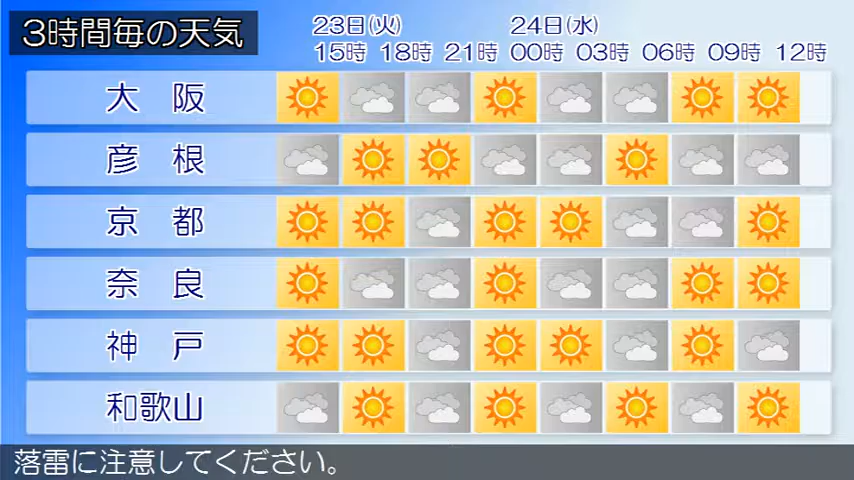 3時間毎の天気
23日(火) 24日(水)
15時 18時 21時 00時 03時 06時 09時 12時
大阪
彦根
京都
奈良
神戸
和歌山
落雷に注意してください。